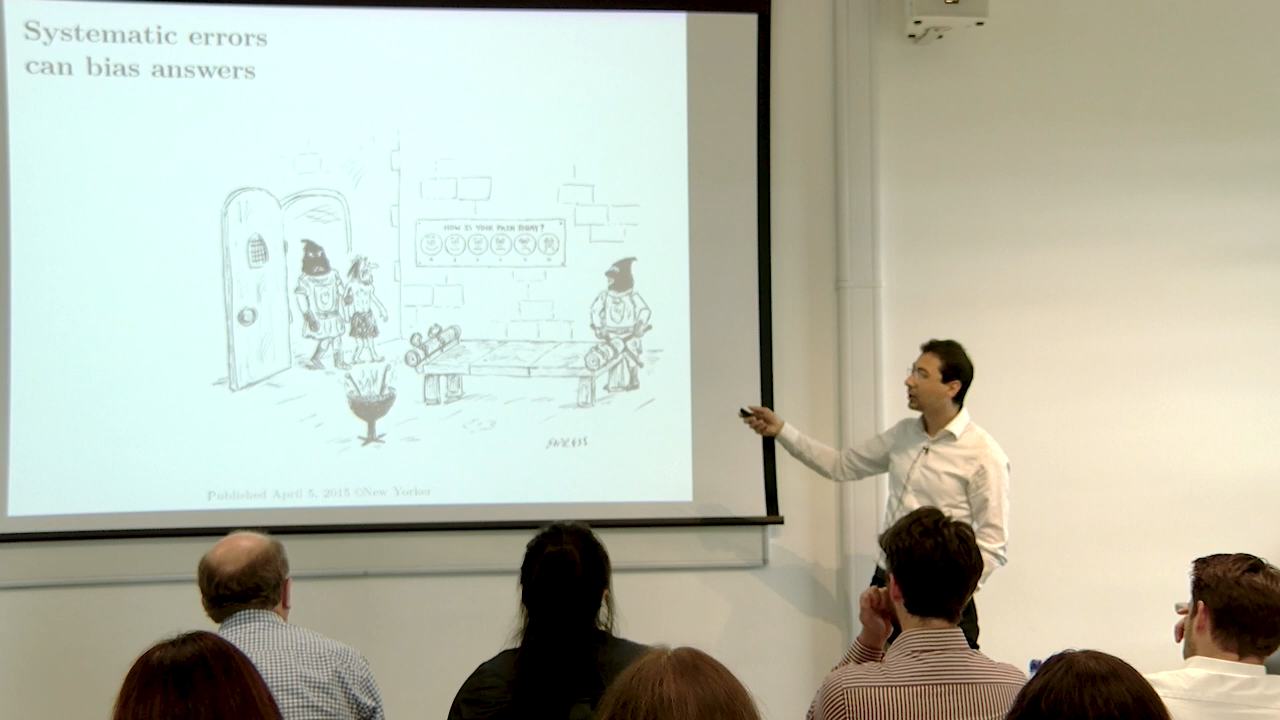 Systematic errors
can bias answers
HOW IS YOUR PAIN TODAY?
Published April 5, 2015 ©New Yorker